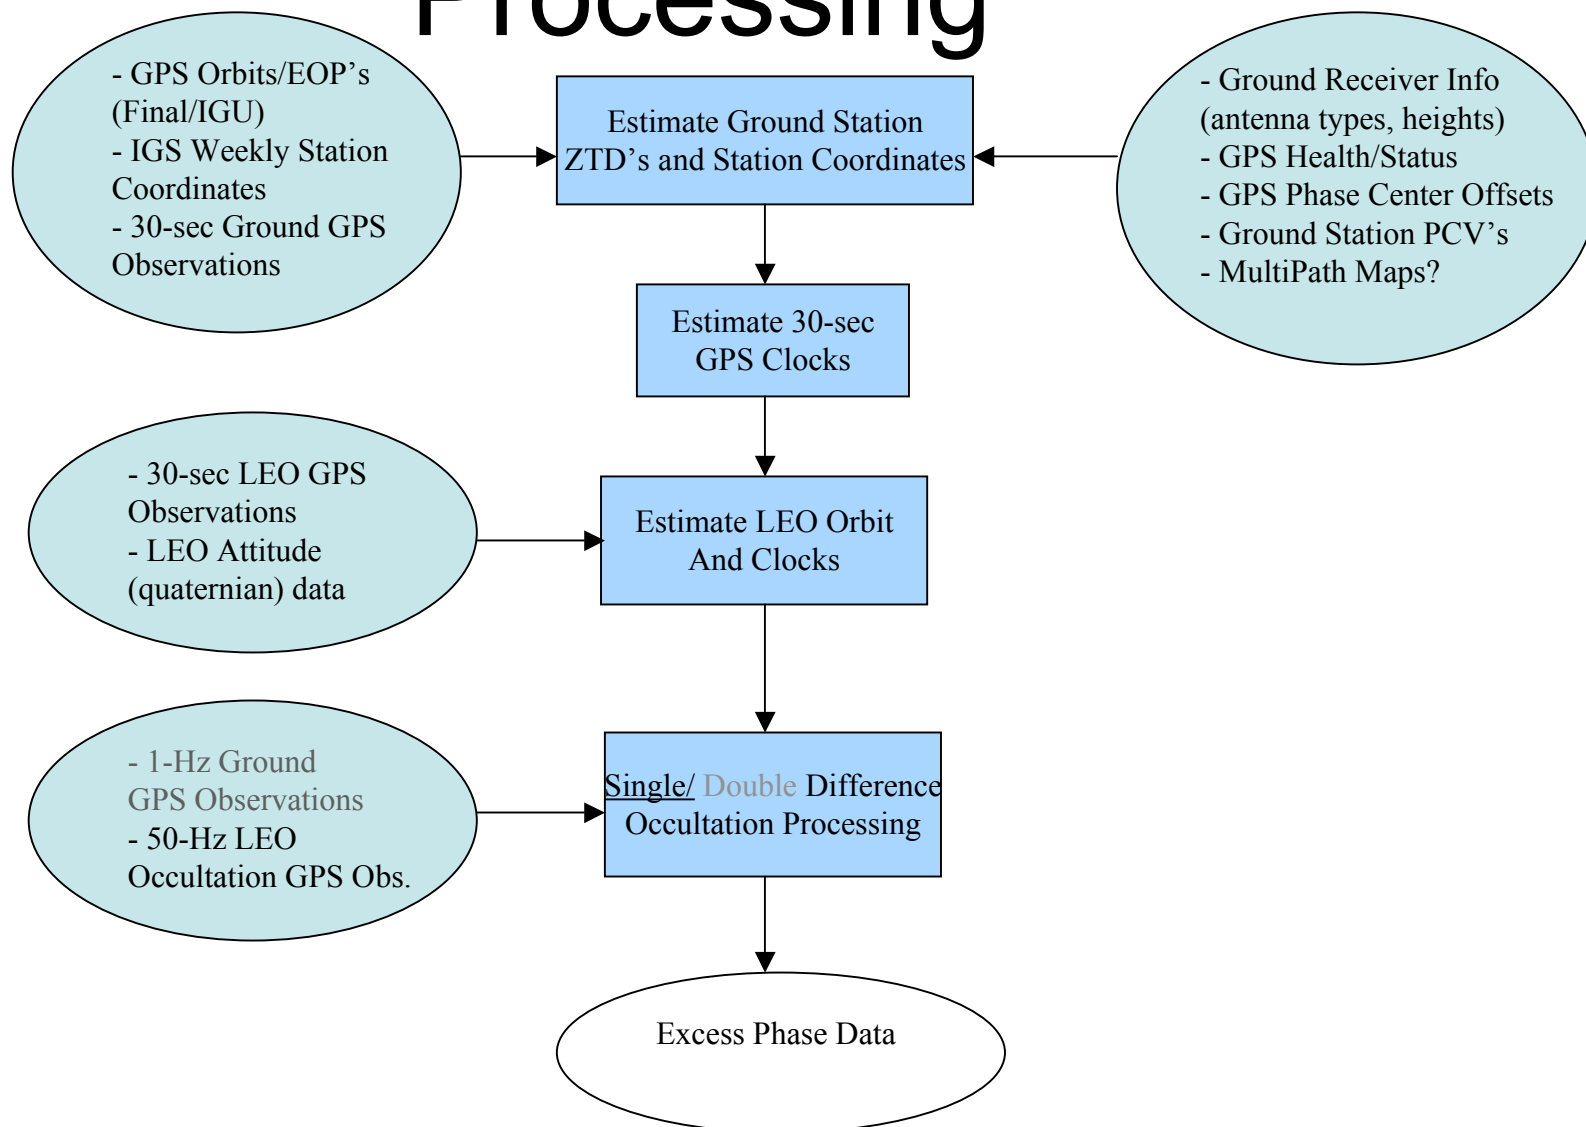 Processing
- GPS Orbits/EOP's
(Final/IGU)
- IGS Weekly Station
Coordinates
- 30-sec Ground GPS
Observations
Estimate Ground Station
ZTD's and Station Coordinates
- Ground Receiver Info
(antenna types, heights)
- GPS Health/Status
- GPS Phase Center Offsets
- Ground Station PCV's
- MultiPath Maps?
Estimate 30-sec
GPS Clocks
- 30-sec LEO GPS
Observations
- LEO Attitude
(quaternian) data
Estimate LEO Orbit
And Clocks
- 1-Hz Ground
GPS Observations
- 50-Hz LEO
Occultation GPS Obs.
Single/ Double Difference
Occultation Processing
Excess Phase Data